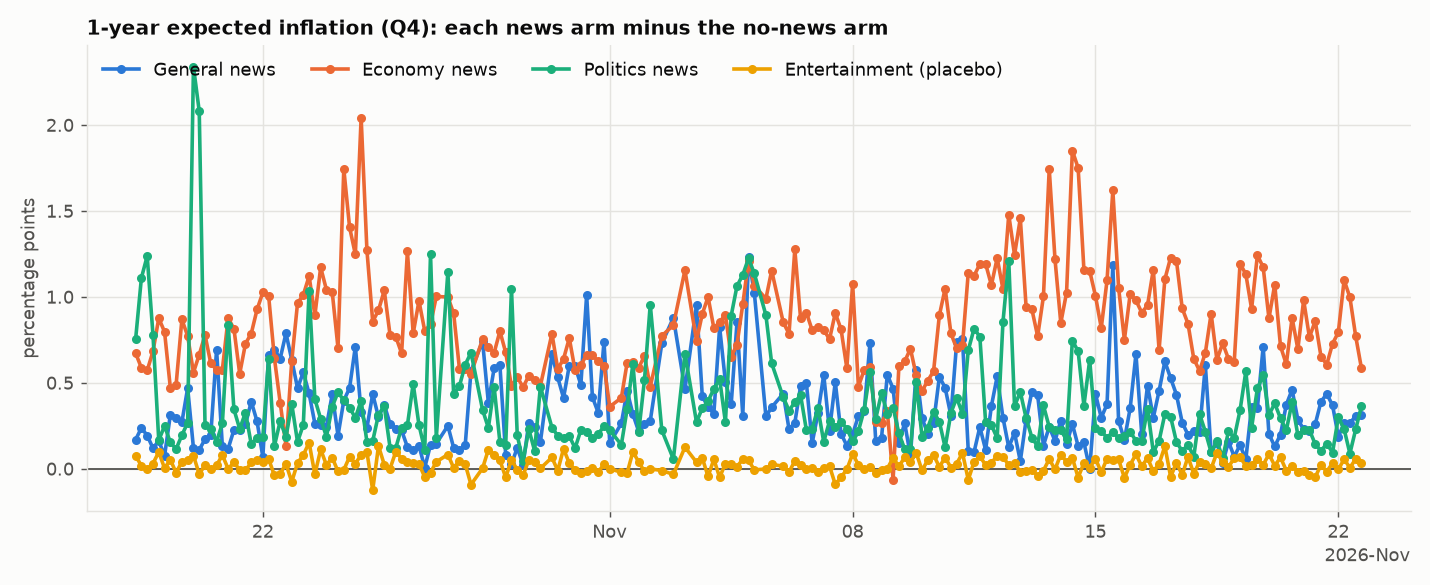 1-year expected inflation (Q4): each news arm minus the no-news arm
General news Economy news Politics news Entertainment (placebo)
percentage points
2.0
1.5
1.0
0.5
0.0
22 Nov 08 15 22
2026-Nov